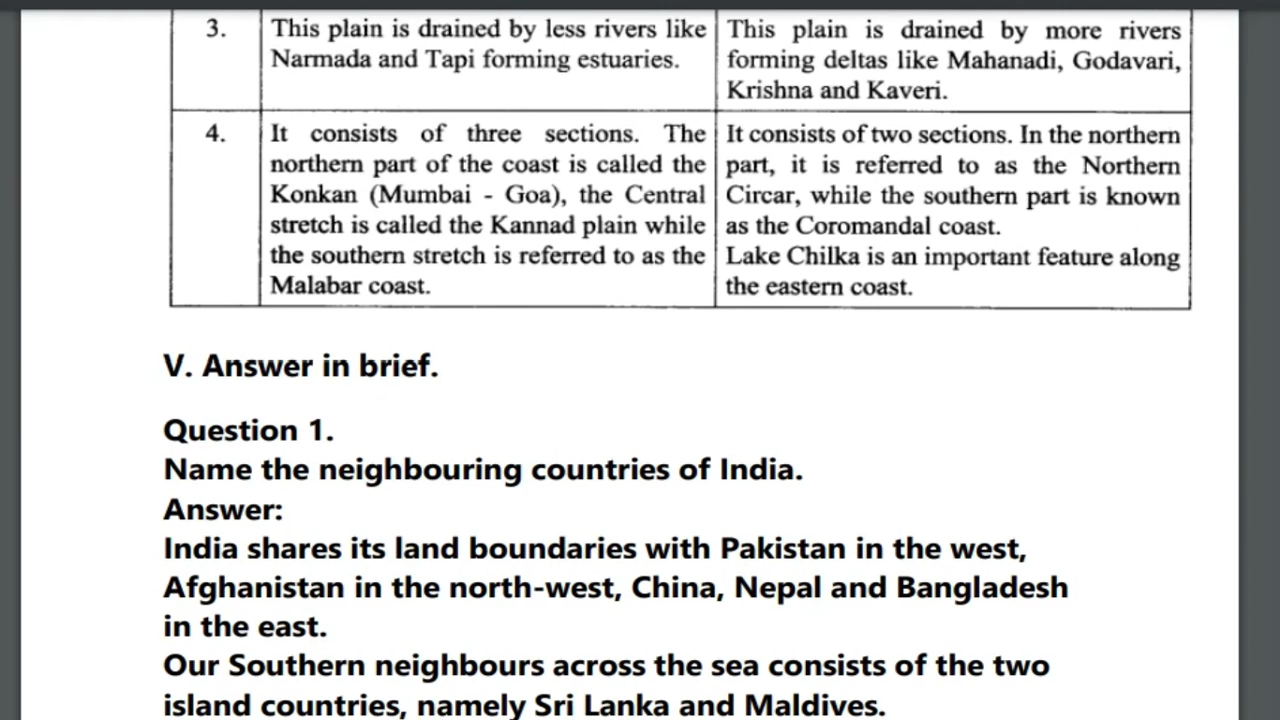 3.
This plain is drained by less rivers like
Narmada and Tapi forming estuaries.
This plain is drained by more rivers
forming deltas like Mahanadi, Godavari,
Krishna and Kaveri.
4.
It consists of three sections. The
northern part of the coast is called the
Konkan (Mumbai - Goa), the Central
stretch is called the Kannad plain while
the southern stretch is referred to as the
Malabar coast.
It consists of two sections. In the northern
part, it is referred to as the Northern
Circar, while the southern part is known
as the Coromandal coast.
Lake Chilka is an important feature along
the eastern coast.
V. Answer in brief.
Question 1.
Name the neighbouring countries of India.
Answer:
India shares its land boundaries with Pakistan in the west,
Afghanistan in the north-west, China, Nepal and Bangladesh
in the east.
Our Southern neighbours across the sea consists of the two
island countries, namely Sri Lanka and Maldives.